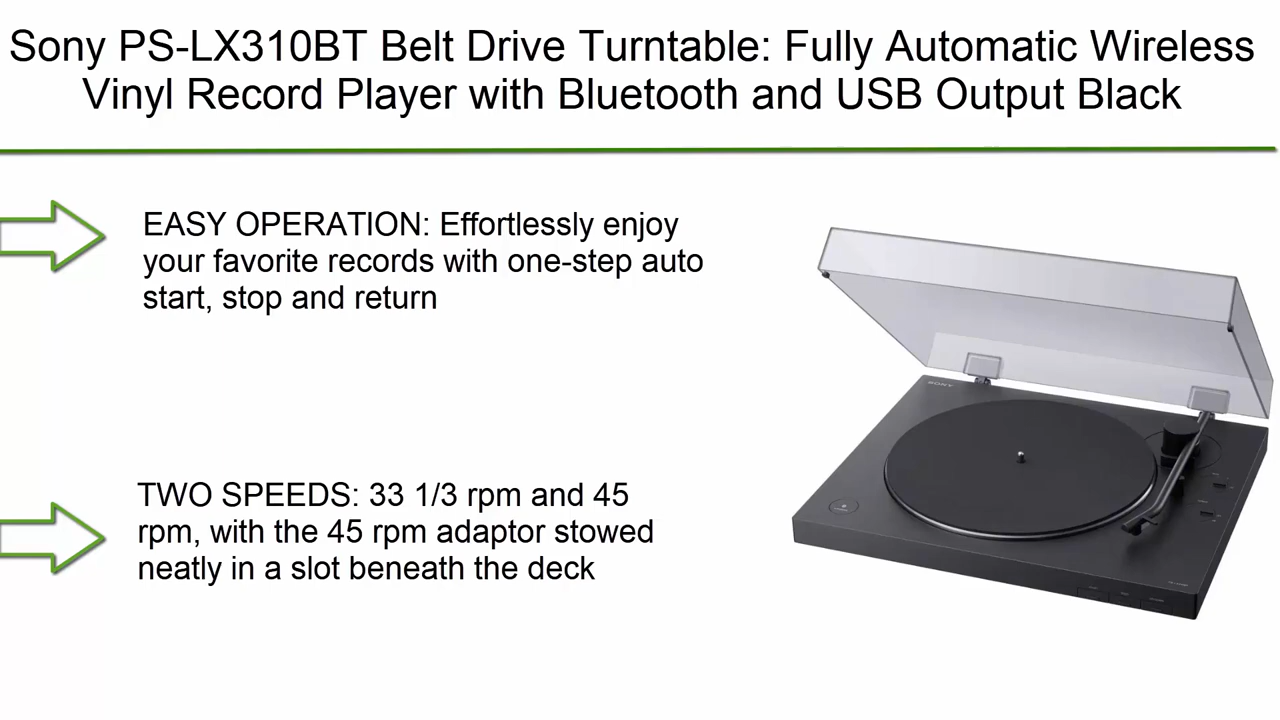 Sony PS-LX310BT Belt Drive Turntable: Fully Automatic Wireless
Vinyl Record Player with Bluetooth and USB Output Black
EASY OPERATION: Effortlessly enjoy
your favorite records with one-step auto
start, stop and return
TWO SPEEDS: 33 1/3 rpm and 45
rpm, with the 45 rpm adaptor stowed
neatly in a slot beneath the deck
SONY